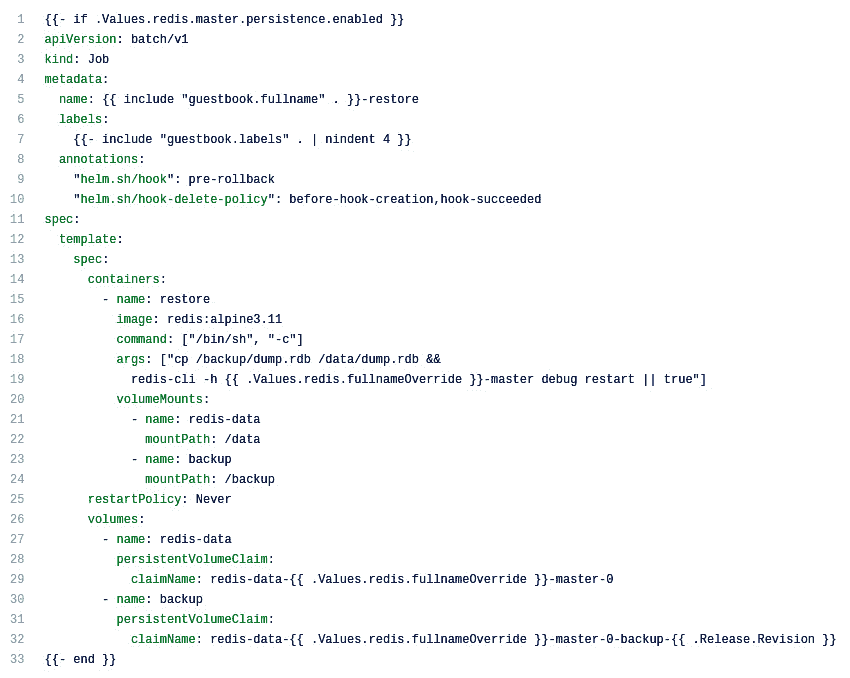 1 {{- if .Values.redis.master.persistence.enabled }}
2 apiVersion: batch/v1
3 kind: Job
4 metadata:
5   name: {{ include "guestbook.fullname" . }}-restore
6   labels:
7     {{- include "guestbook.labels" . | nindent 4 }}
8   annotations:
9     "helm.sh/hook": pre-rollback
10     "helm.sh/hook-delete-policy": before-hook-creation,hook-succeeded
11 spec:
12   template:
13     spec:
14       containers:
15         - name: restore
16           image: redis:alpine3.11
17           command: ["/bin/sh", "-c"]
18           args: ["cp /backup/dump.rdb /data/dump.rdb &&
19             redis-cli -h {{ .Values.redis.fullnameOverride }}-master debug restart || true"]
20           volumeMounts:
21             - name: redis-data
22               mountPath: /data
23             - name: backup
24               mountPath: /backup
25       restartPolicy: Never
26       volumes:
27         - name: redis-data
28           persistentVolumeClaim:
29             claimName: redis-data-{{ .Values.redis.fullnameOverride }}-master-0
30         - name: backup
31           persistentVolumeClaim:
32             claimName: redis-data-{{ .Values.redis.fullnameOverride }}-master-0-backup-{{ .Release.Revision }}
33 {{- end }}